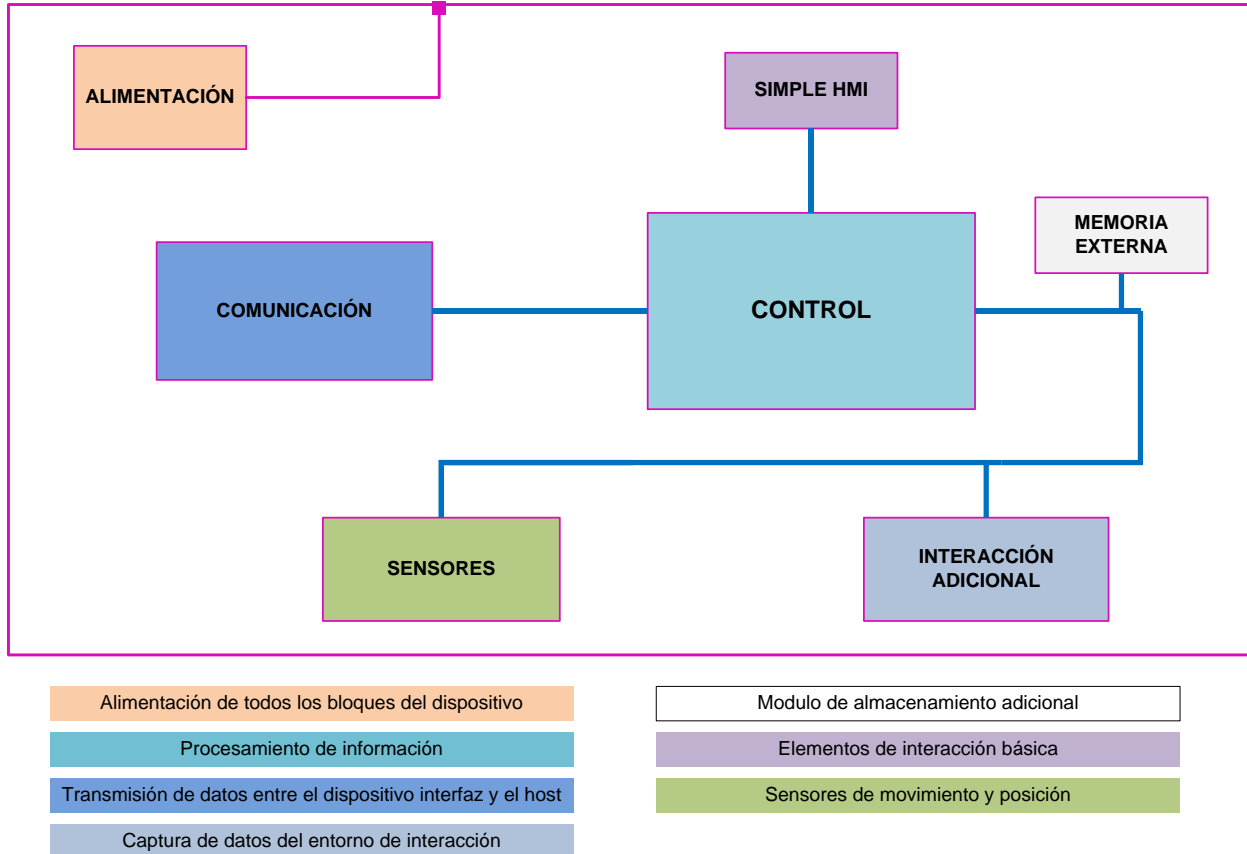 ALIMENTACIÓN
SIMPLE HMI
MEMORIA
EXTERNA
COMUNICACIÓN
CONTROL
SENSORES
INTERACCIÓN
ADICIONAL
Alimentación de todos los bloques del dispositivo
Modulo de almacenamiento adicional
Procesamiento de información
Elementos de interacción básica
Transmisión de datos entre el dispositivo interfaz y el host
Sensores de movimiento y posición
Captura de datos del entorno de interacción